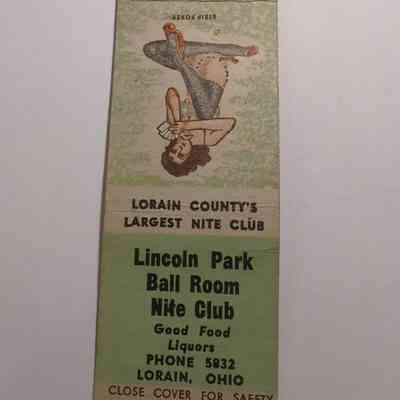 LORAIN COUNTY'S
LARGEST NITE CLUB
Lincoln Park
Ball Room
Nite Club
Good Food
Liquors
PHONE 5832
LORAIN, OHIO
CLOSE COVER FOR SAFETY